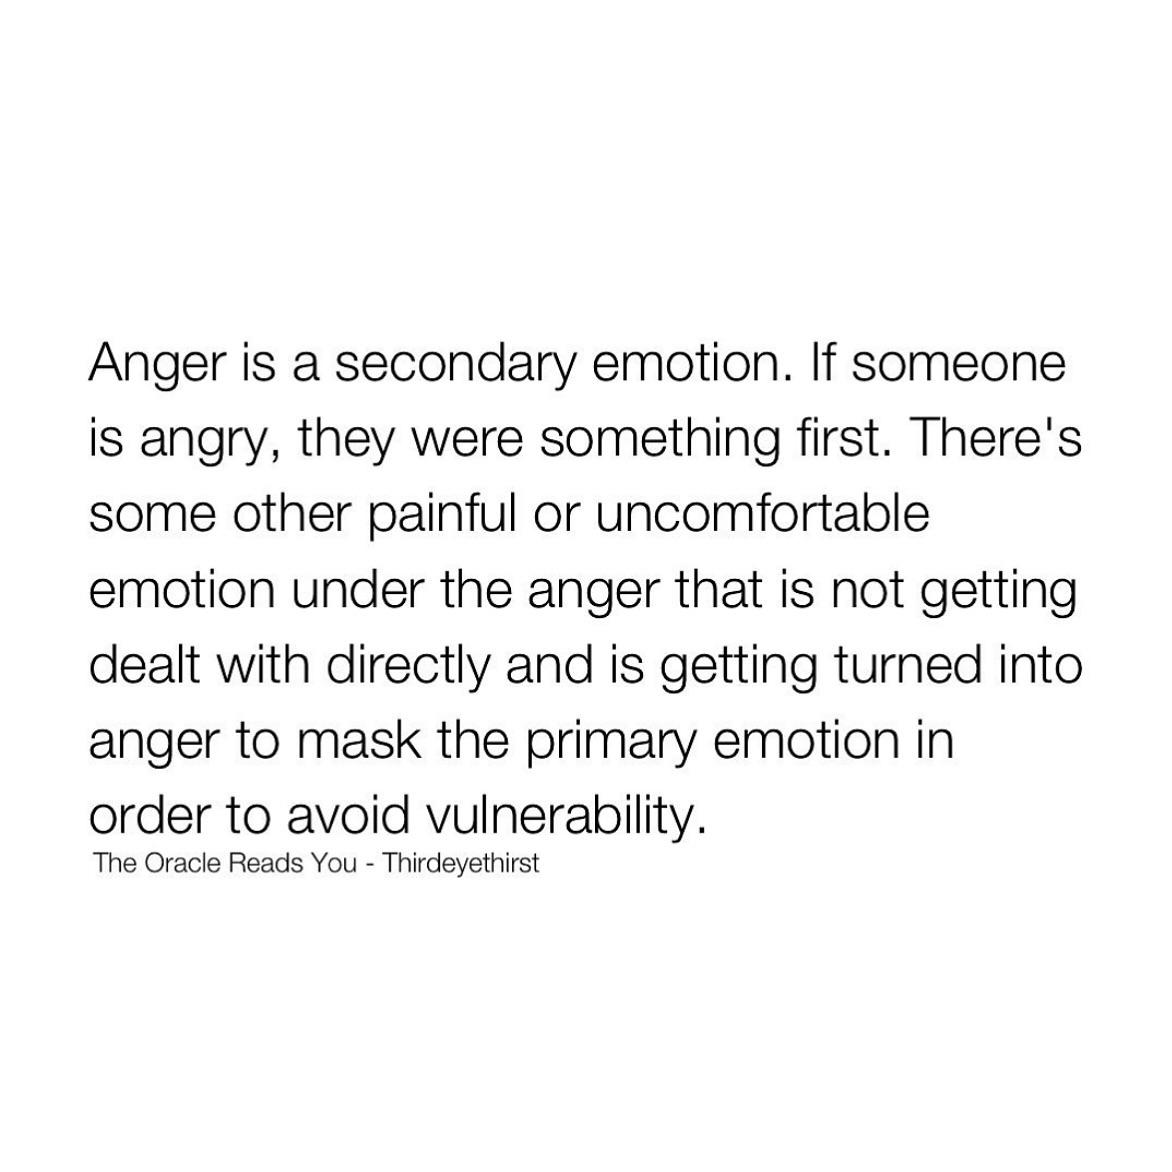 Anger is a secondary emotion. If someone
is angry, they were something first. There's
some other painful or uncomfortable
emotion under the anger that is not getting
dealt with directly and is getting turned into
anger to mask the primary emotion in
order to avoid vulnerability.
The Oracle Reads You - Thirdeyethirst